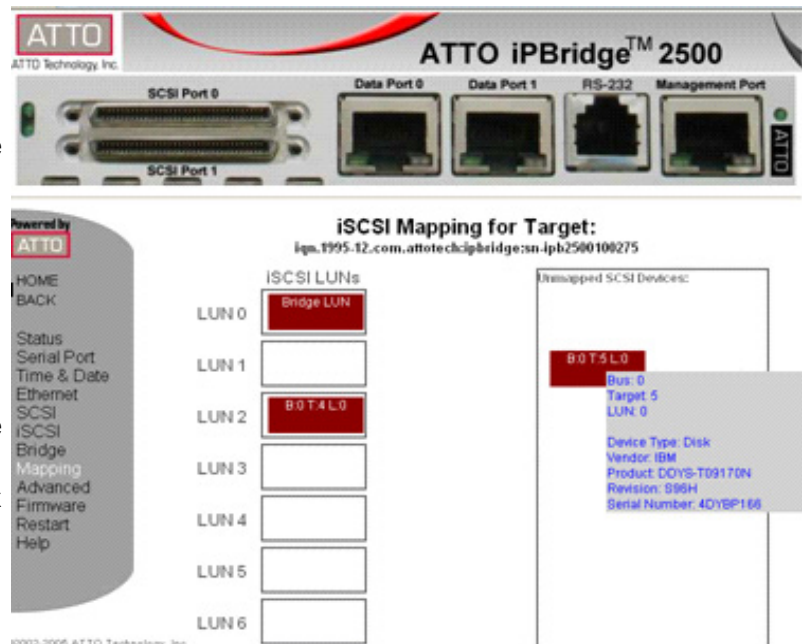 ATTO
ATTO Technology, Inc.
ATTO iPBridge™ 2500
SCSI Port 0
Data Port 0
Data Port 1
RS-232
Management Port
ATTO
SCSI Port 1
Powered by
ATTO
HOME
BACK
Status
Serial Port
Time & Date
Ethernet
SCSI
iSCSI
Bridge
Mapping
Advanced
Firmware
Restart
Help
iSCSI Mapping for Target:
iqn.1995-12.com.attotech:ipbridge:sn-ipb2500100275
iSCSI LUNs
LUN 0
Bridge LUN
LUN 1
LUN 2
B:0 T:4 L:0
LUN 3
LUN 4
LUN 5
LUN 6
Unmapped SCSI Devices:
B:0 T:5 L:0
Bus: 0
Target: 5
LUN: 0
Device Type: Disk
Vendor: IBM
Product: DDYS-T09170N
Revision: S96H
Serial Number: 4DYBP166